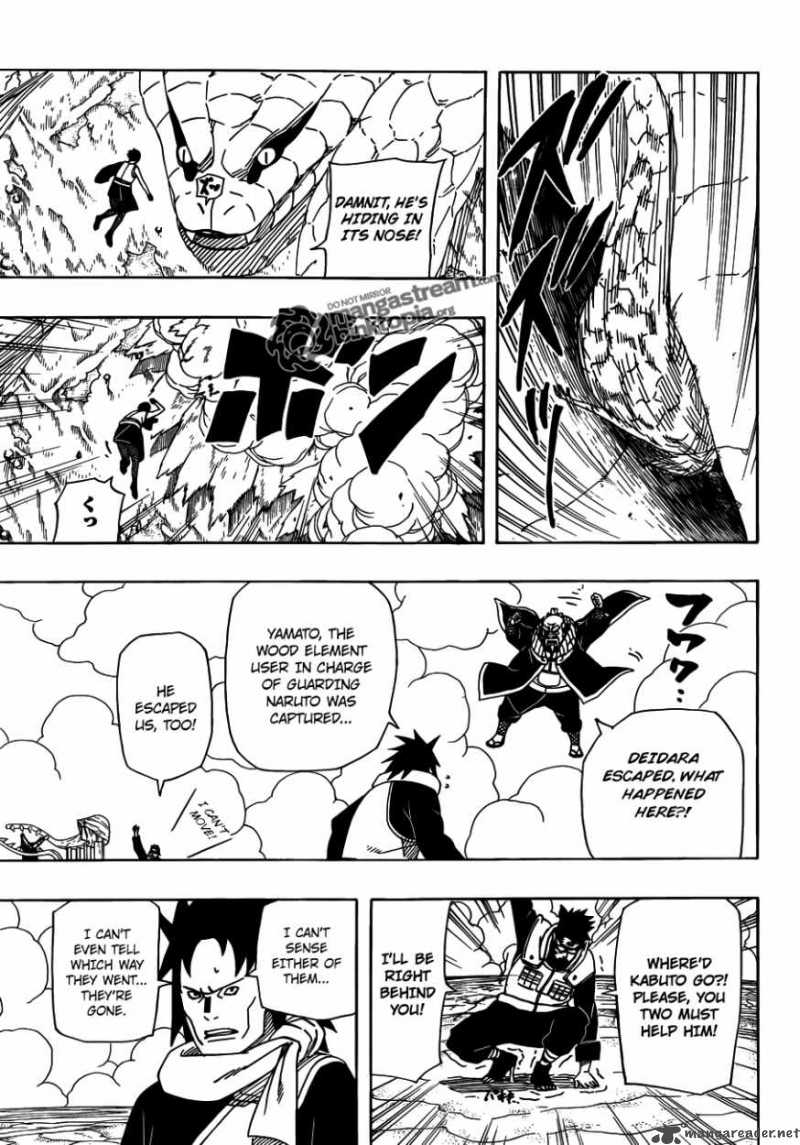 ズズズ…
DAMNIT, HE'S
HIDING IN
ITS NOSE!
DO NOT MIRROR
mangastream.com
pinktopia.org
ボン
くっ
フワワ…
DEIDARA
ESCAPED. WHAT
HAPPENED
HERE?!
YAMATO, THE
WOOD ELEMENT
USER IN CHARGE
OF GUARDING
NARUTO WAS
CAPTURED...
HE
ESCAPED
US, TOO!
I CAN'T
MOVE!
WHERE'D
KABUTO GO?!
PLEASE, YOU
TWO MUST
HELP HIM!
I'LL BE
RIGHT
BEHIND
YOU!
I CAN'T
SENSE
EITHER OF
THEM...
I CAN'T
EVEN TELL
WHICH WAY
THEY WENT...
THEY'RE
GONE.
mangareader.net